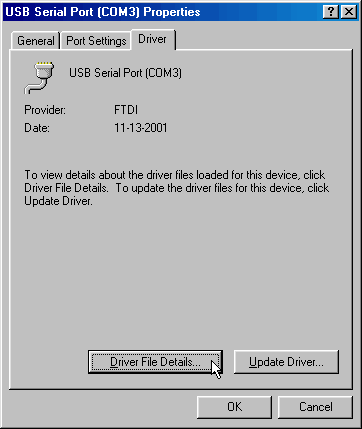 USB Serial Port (COM3) Properties
General Port Settings Driver
USB Serial Port (COM3)
Provider: FTDI
Date: 11-13-2001
To view details about the driver files loaded for this device, click
Driver File Details. To update the driver files for this device, click
Update Driver.
Driver File Details... Update Driver...
OK Cancel